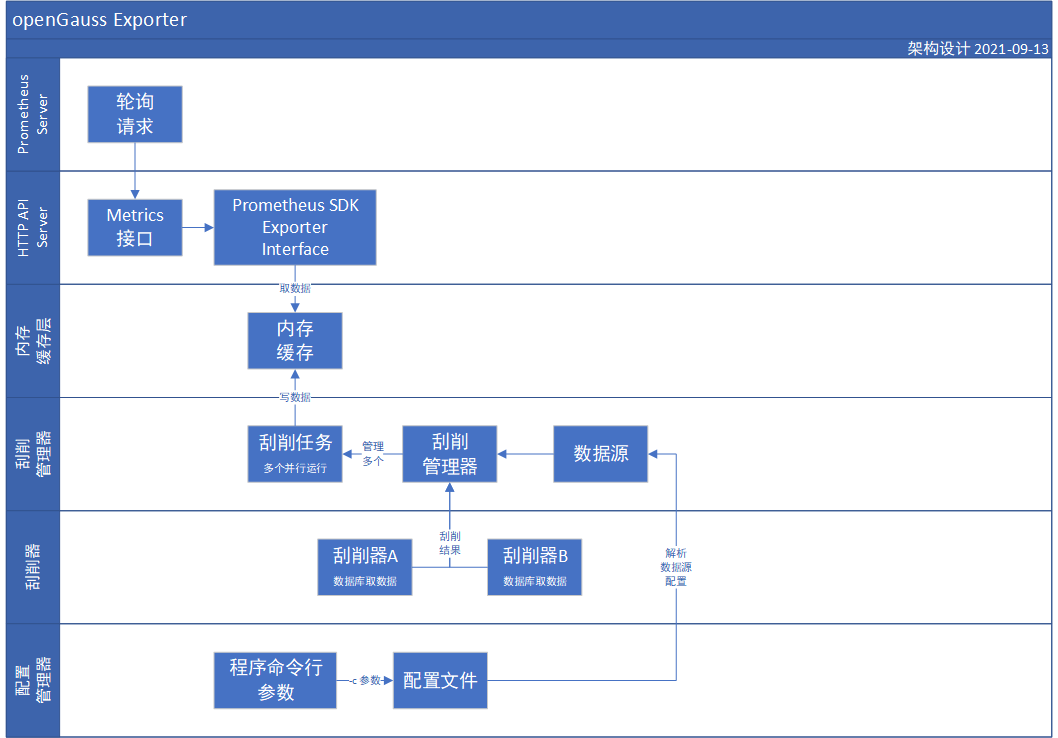 openGauss Exporter
架构设计 2021-09-13
Prometheus
Server
轮询
请求
HTTP API
Server
Metrics
接口
Prometheus SDK
Exporter
Interface
取数据
内存
缓存层
内存
缓存
写数据
刮削
管理器
刮削任务
多个并行运行
管理
多个
刮削
管理器
数据源
刮削器
刮削器A
数据库取数据
刮削
结果
刮削器B
数据库取数据
解析
数据源
配置
配置
管理器
程序命令行
参数
-c 参数
配置文件